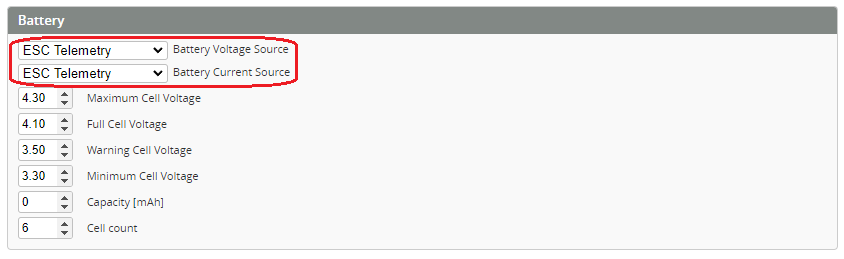 Battery
ESC Telemetry Battery Voltage Source
ESC Telemetry Battery Current Source
4.30 Maximum Cell Voltage
4.10 Full Cell Voltage
3.50 Warning Cell Voltage
3.30 Minimum Cell Voltage
0 Capacity [mAh]
6 Cell count